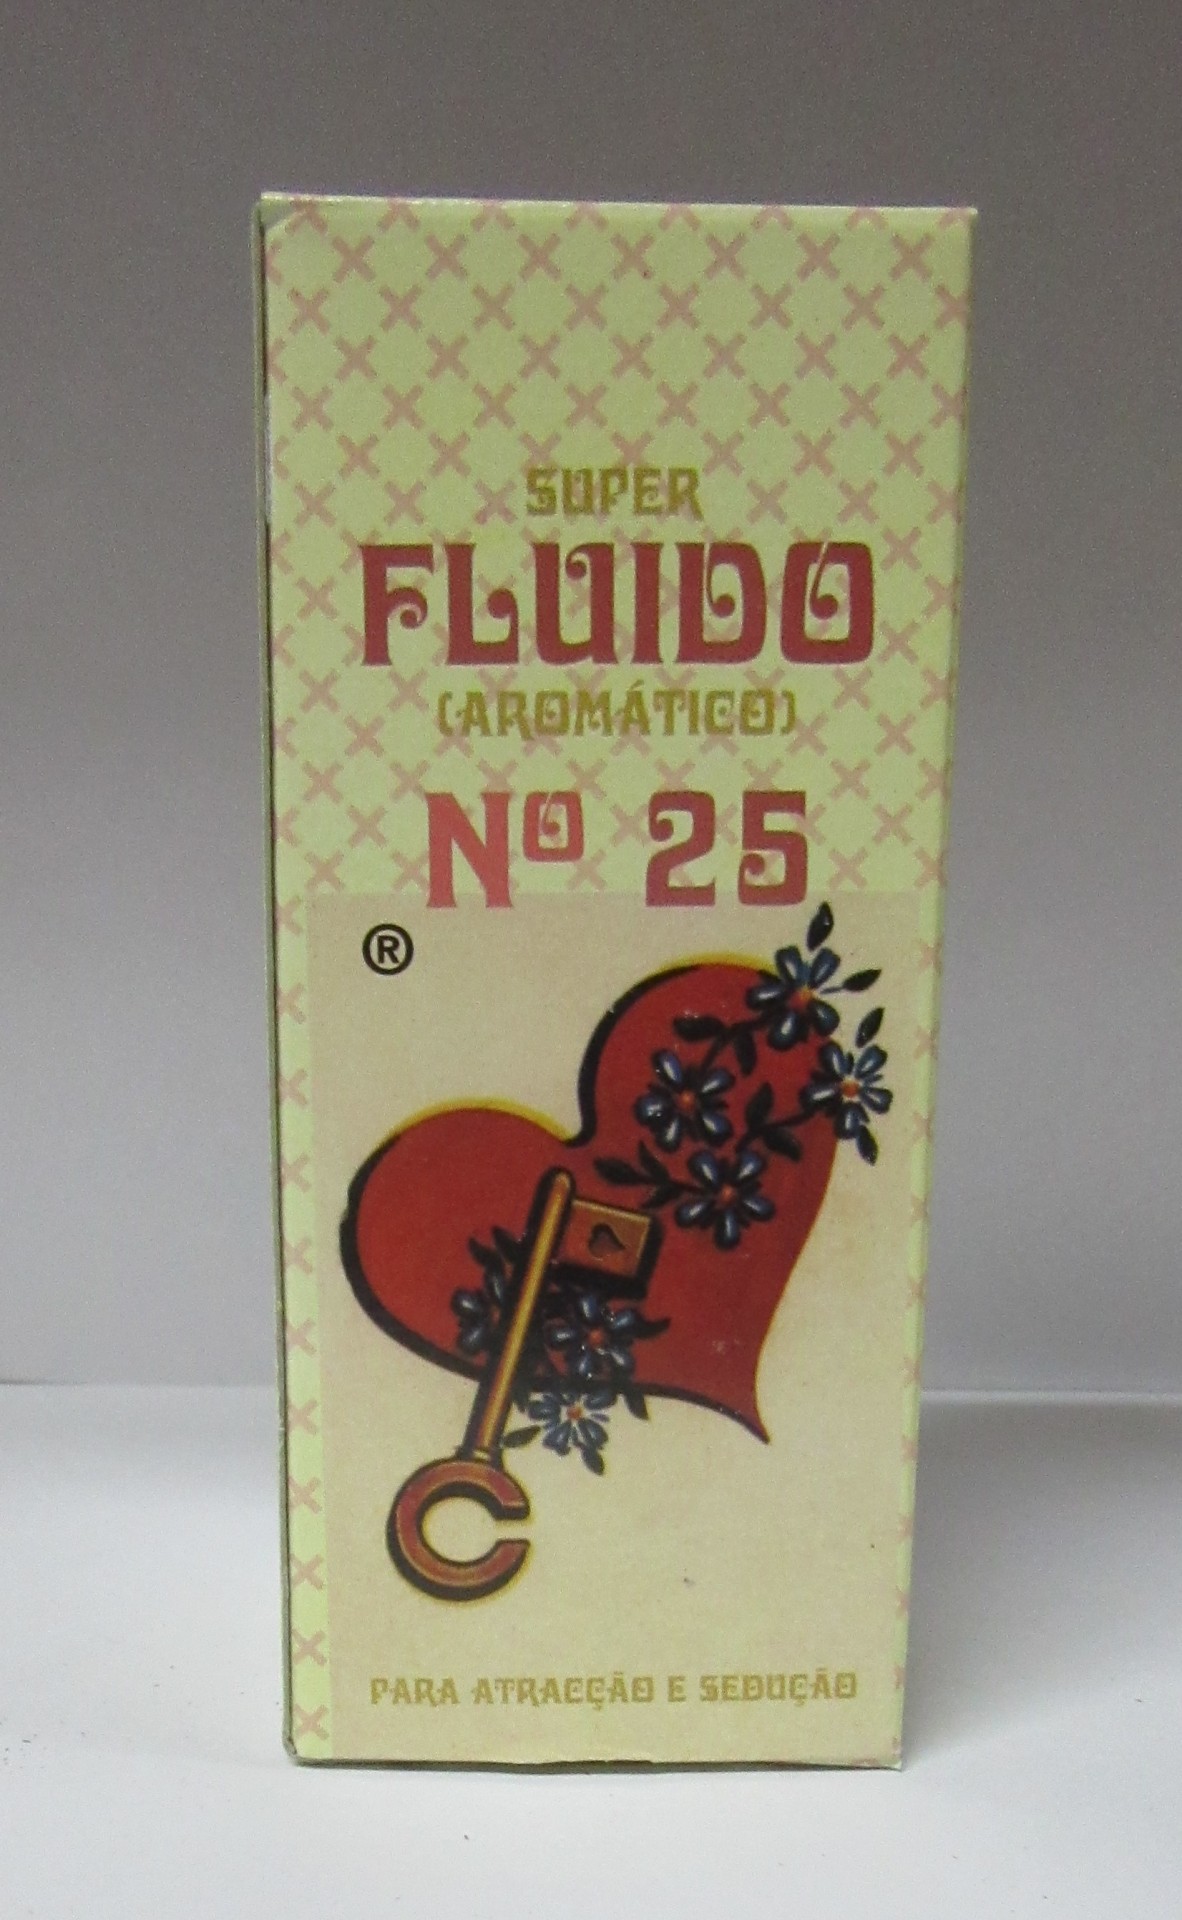 SUPER
FLUIDO
(AROMÁTICO)
Nº 25
®
PARA ATRACÇÃO E SEDUÇÃO